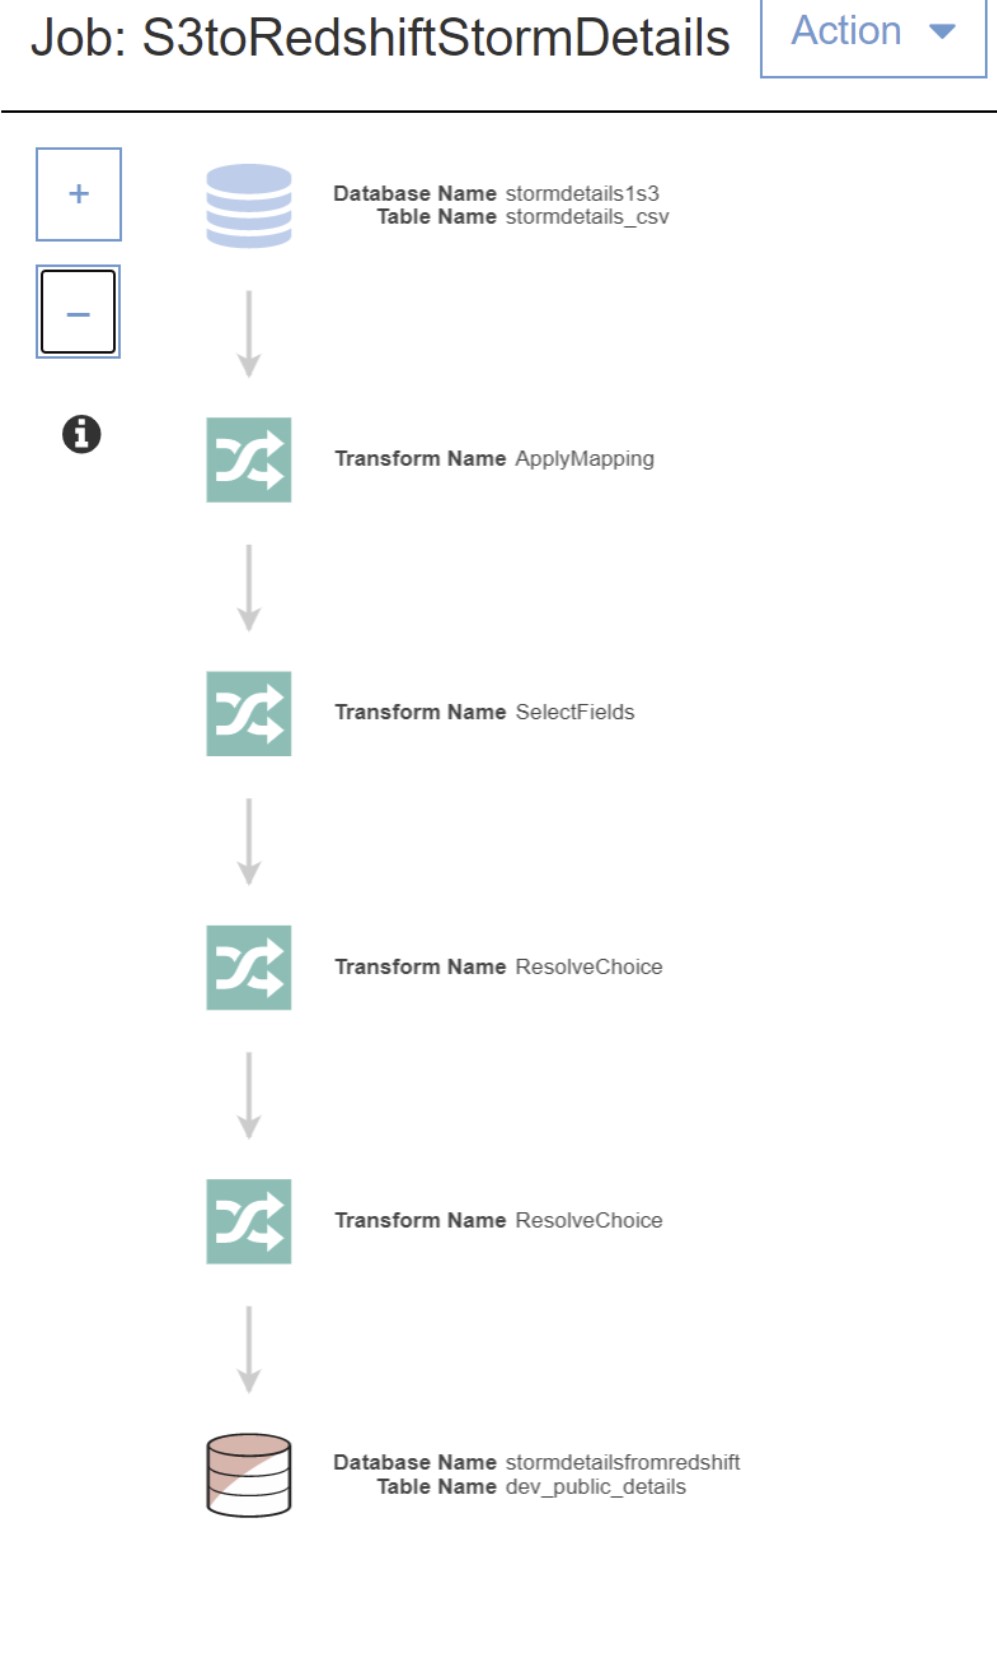 Job: S3toRedshiftStormDetails
Action
+
Database Name stormdetails1s3
Table Name stormdetails_csv
−
Transform Name ApplyMapping
Transform Name SelectFields
Transform Name ResolveChoice
Transform Name ResolveChoice
Database Name stormdetailsfromredshift
Table Name dev_public_details